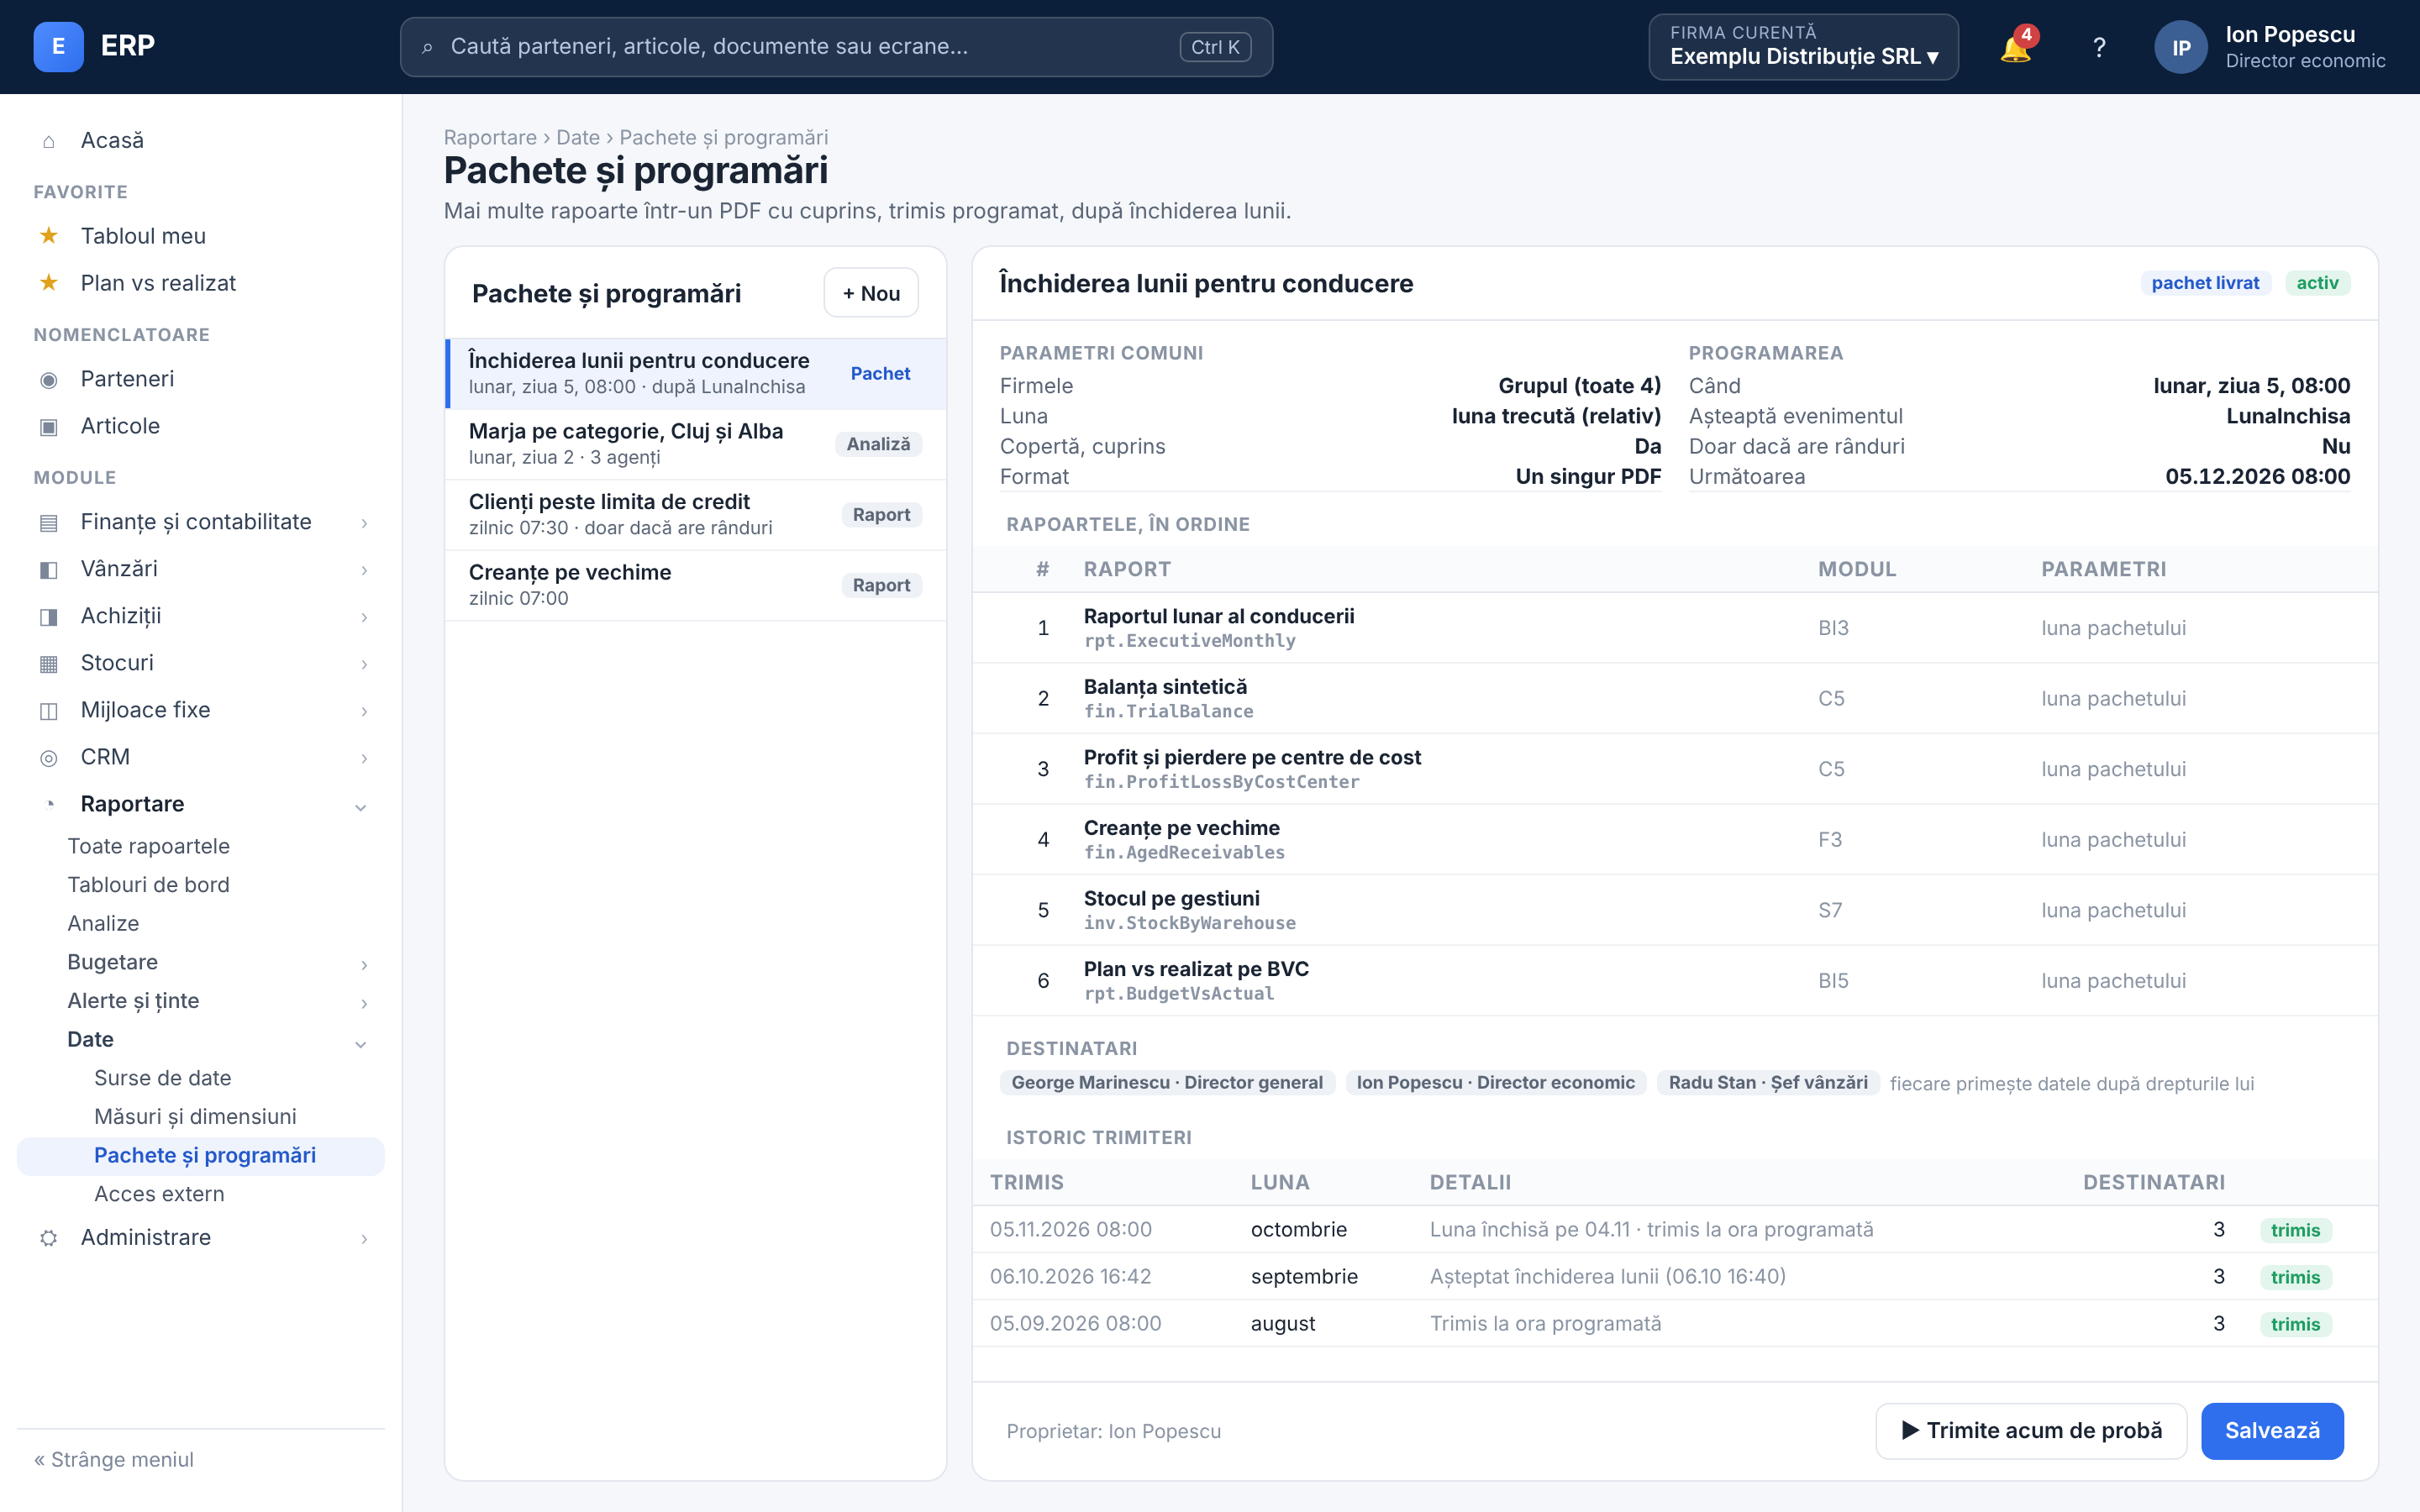 E ERP
Caută parteneri, articole, documente sau ecrane... Ctrl K
FIRMA CURENTĂ
Exemplu Distribuție SRL ▾
4
?
IP
Ion Popescu
Director economic
Acasă
FAVORITE
★ Tabloul meu
★ Plan vs realizat
NOMENCLATOARE
Parteneri
Articole
MODULE
Finanțe și contabilitate ›
Vânzări ›
Achiziții ›
Stocuri ›
Mijloace fixe ›
CRM ›
Raportare
Toate rapoartele
Tablouri de bord
Analize
Bugetare ›
Alerte și ținte ›
Date
Surse de date
Măsuri și dimensiuni
Pachete și programări
Acces extern
Administrare ›
« Strânge meniul
Raportare › Date › Pachete și programări
Pachete și programări
Mai multe rapoarte într-un PDF cu cuprins, trimis programat, după închiderea lunii.
Pachete și programări + Nou
Închiderea lunii pentru conducere
lunar, ziua 5, 08:00 · după LunaInchisa
Pachet
Marja pe categorie, Cluj și Alba
lunar, ziua 2 · 3 agenți
Analiză
Clienți peste limita de credit
zilnic 07:30 · doar dacă are rânduri
Raport
Creanțe pe vechime
zilnic 07:00
Raport
Închiderea lunii pentru conducere pachet livrat activ
PARAMETRI COMUNI
Firmele Grupul (toate 4)
Luna luna trecută (relativ)
Copertă, cuprins Da
Format Un singur PDF
PROGRAMAREA
Când lunar, ziua 5, 08:00
Așteaptă evenimentul LunaInchisa
Doar dacă are rânduri Nu
Următoarea 05.12.2026 08:00
RAPOARTELE, ÎN ORDINE
# RAPORT MODUL PARAMETRI
1 Raportul lunar al conducerii BI3 luna pachetului
rpt.ExecutiveMonthly
2 Balanța sintetică C5 luna pachetului
fin.TrialBalance
3 Profit și pierdere pe centre de cost C5 luna pachetului
fin.ProfitLossByCostCenter
4 Creanțe pe vechime F3 luna pachetului
fin.AgedReceivables
5 Stocul pe gestiuni S7 luna pachetului
inv.StockByWarehouse
6 Plan vs realizat pe BVC BI5 luna pachetului
rpt.BudgetVsActual
DESTINATARI
George Marinescu · Director general Ion Popescu · Director economic Radu Stan · Șef vânzări fiecare primește datele după drepturile lui
ISTORIC TRIMITERI
TRIMIS LUNA DETALII DESTINATARI
05.11.2026 08:00 octombrie Luna închisă pe 04.11 · trimis la ora programată 3 trimis
06.10.2026 16:42 septembrie Așteptat închiderea lunii (06.10 16:40) 3 trimis
05.09.2026 08:00 august Trimis la ora programată 3 trimis
Proprietar: Ion Popescu ▶ Trimite acum de probă Salvează